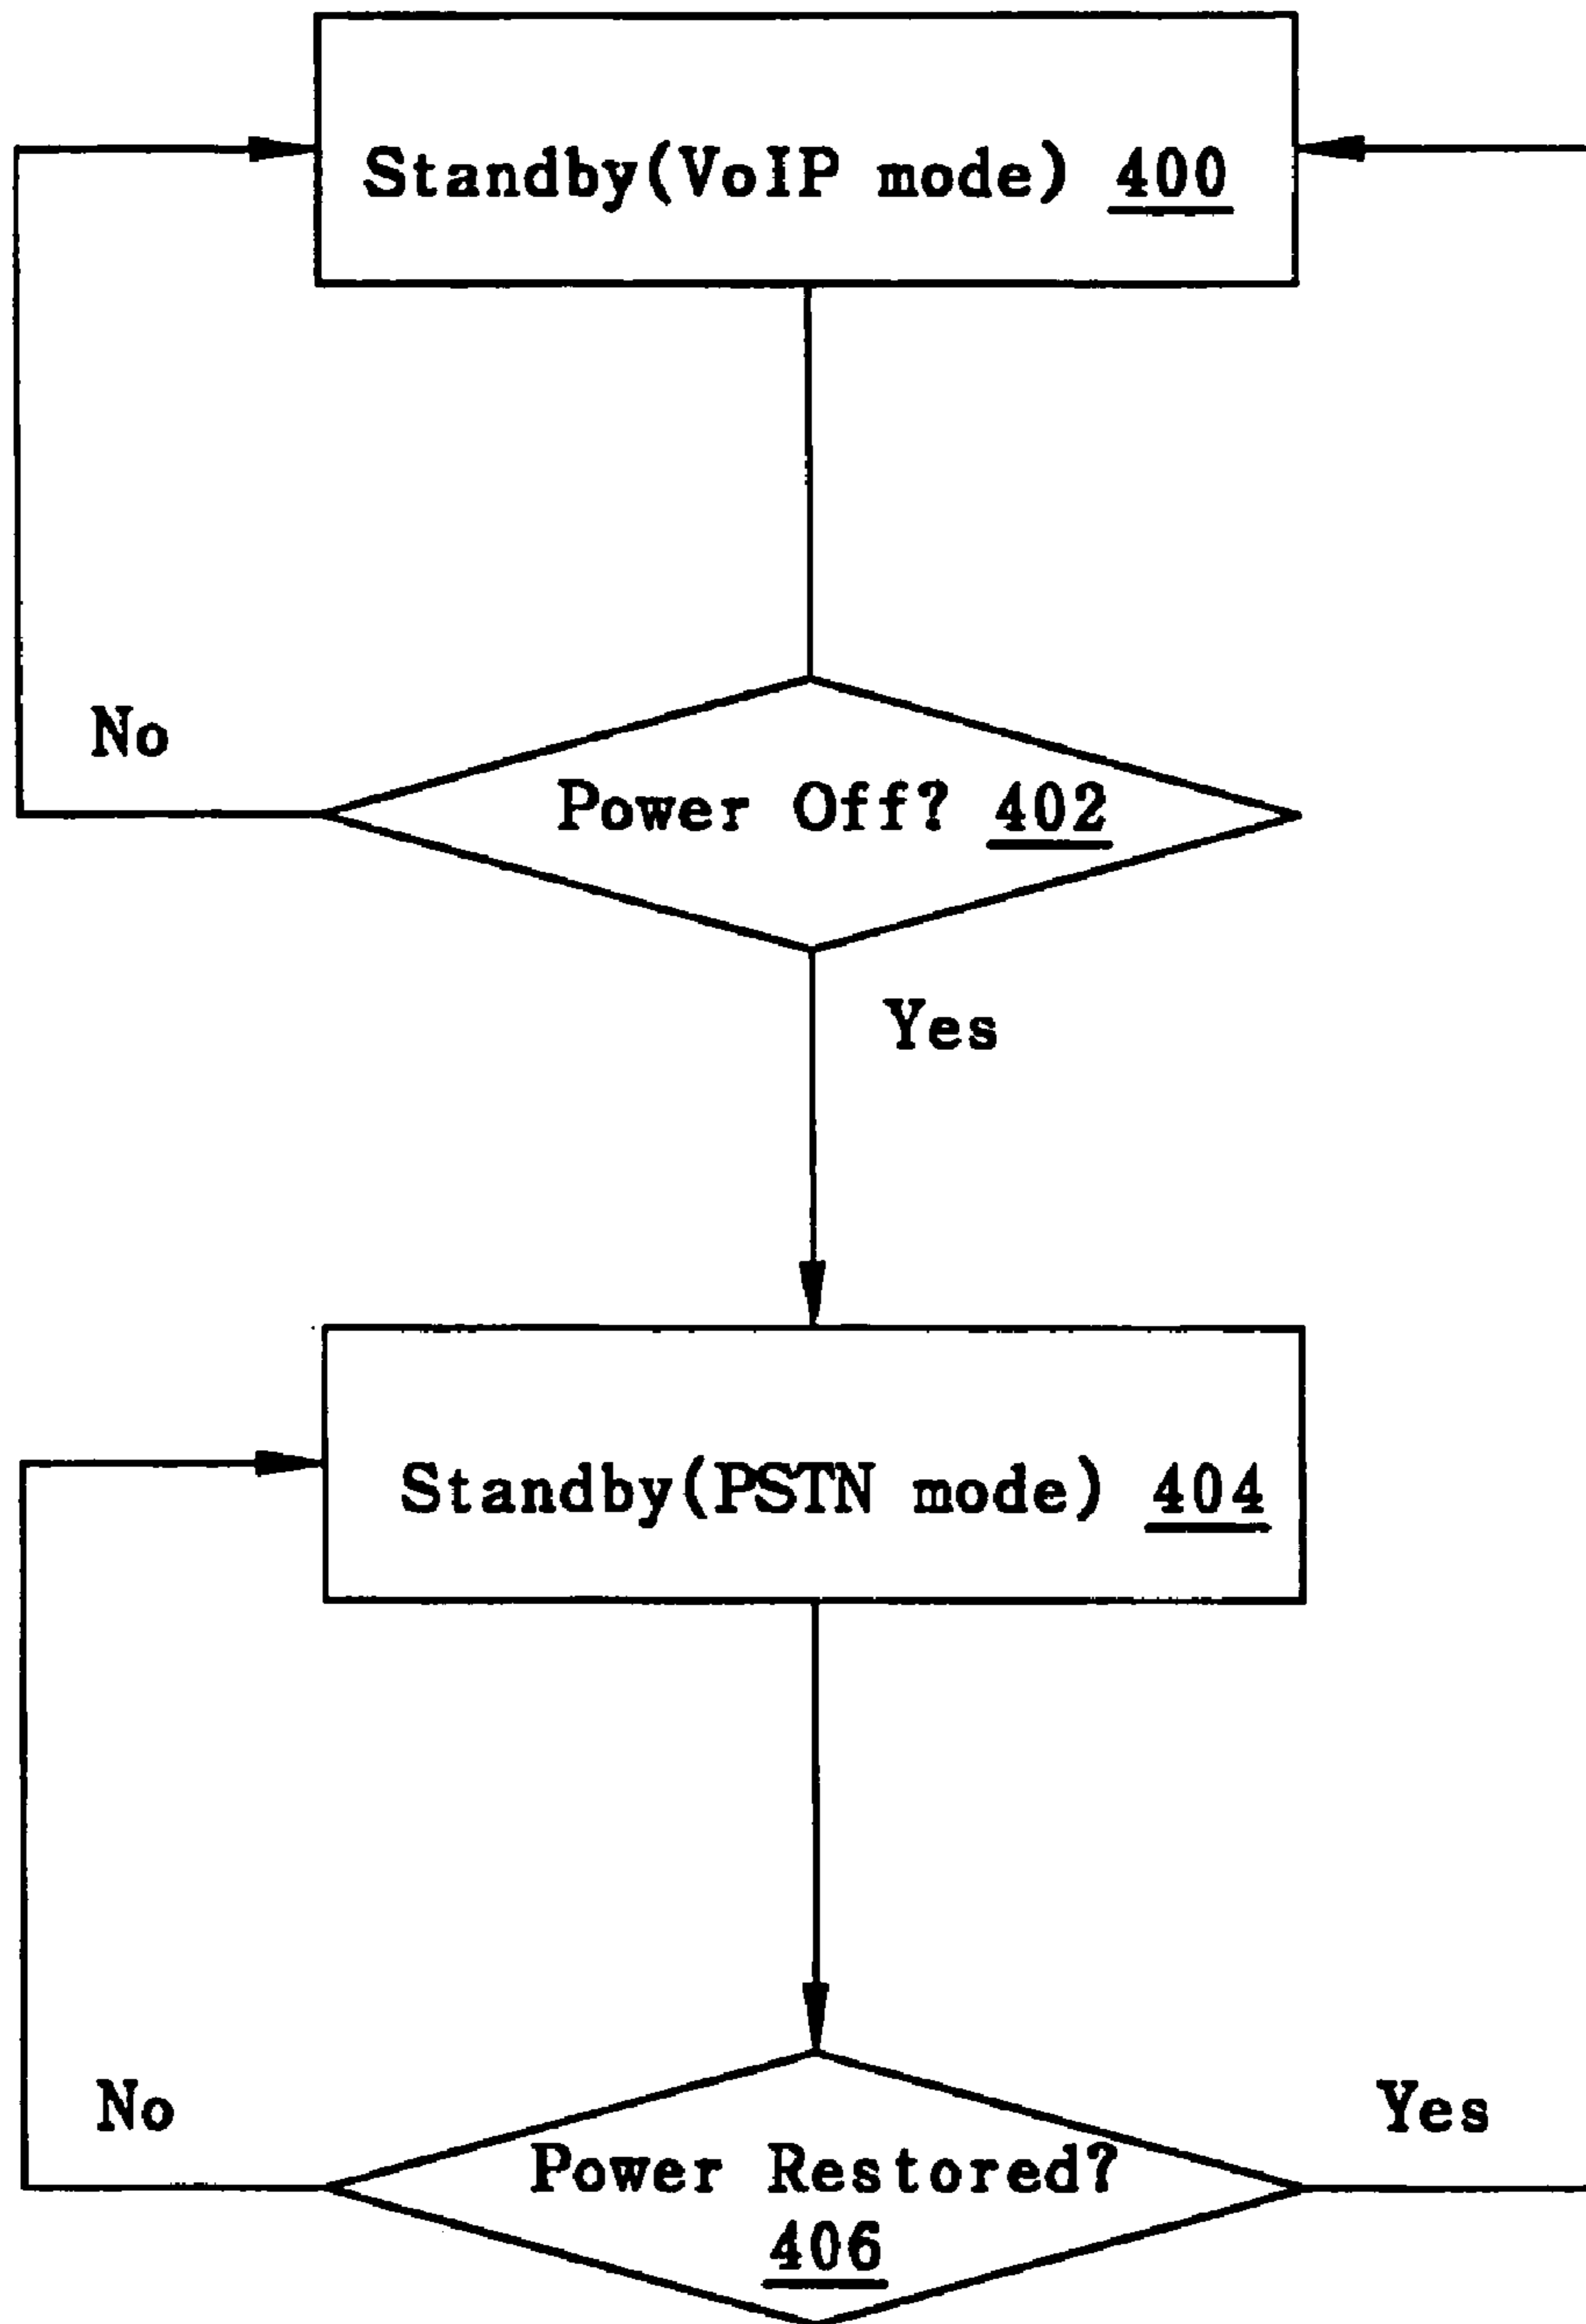 Standby(VoIP mode) 400
No
Power Off? 402
Yes
Standby(PSTN mode) 404
No
Yes
Power Restored?
406